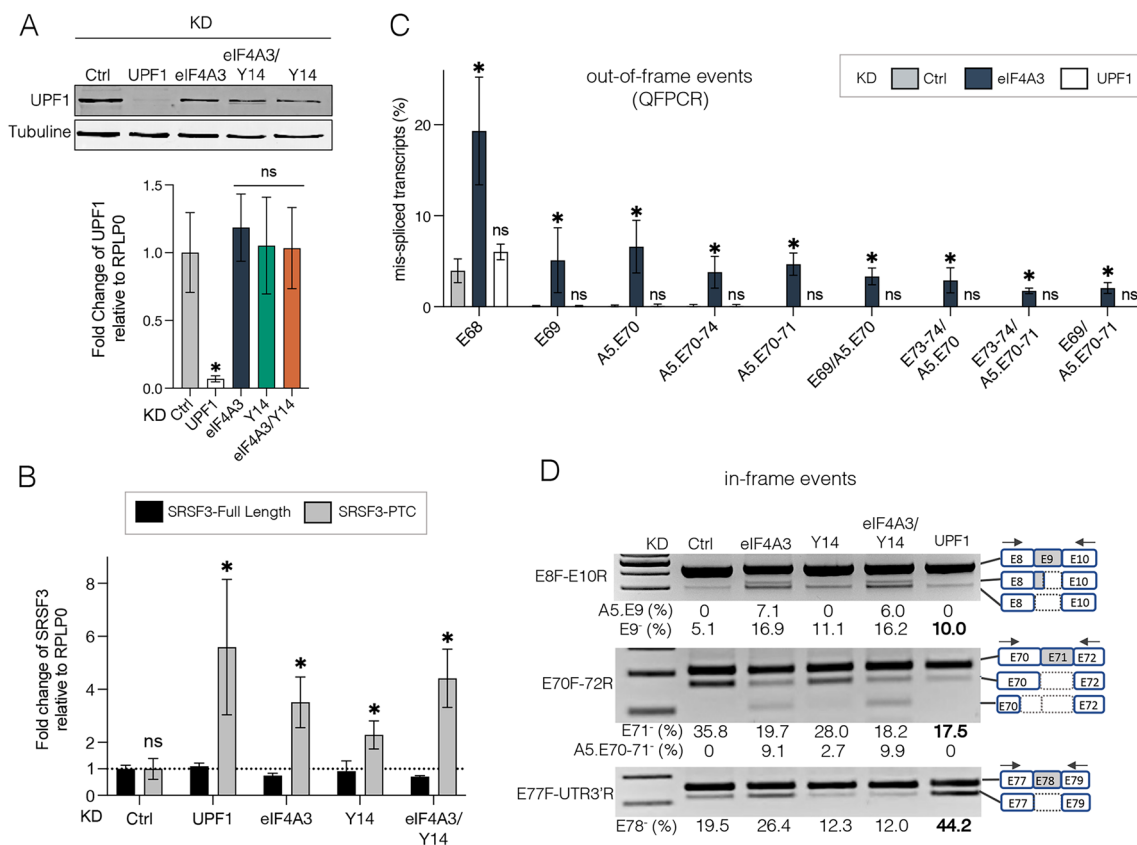 A
KD
Ctrl UPF1 eIF4A3 eIF4A3/Y14 Y14
UPF1
Tubuline
Fold Change of UPF1
relative to RPLP0
1.5
1.0
0.5
0.0
ns
*
KD Ctrl UPF1 eIF4A3 Y14 eIF4A3/Y14
B
SRSF3-Full Length SRSF3-PTC
Fold change of SRSF3
relative to RPLP0
8
6
4
2
1
0
ns * * * *
KD Ctrl UPF1 eIF4A3 Y14 eIF4A3/
Y14
C
out-of-frame events
(QFPCR)
KD Ctrl eIF4A3 UPF1
mis-spliced transcripts (%)
20
10
0
* ns * ns * ns * ns * ns * ns * ns * ns * ns
E68
E69
A5.E70
A5.E70-74
A5.E70-71
E69/A5.E70
E73-74/
A5.E70
E73-74/
A5.E70-71
E69/
A5.E70-71
D
in-frame events
KD Ctrl eIF4A3 Y14 eIF4A3/
Y14 UPF1
E8F-E10R
E8 E9 E10
E8 E10
E8 E10
A5.E9 (%) 0 7.1 0 6.0 0
E9⁻ (%) 5.1 16.9 11.1 16.2 10.0
E70F-72R
E70 E71 E72
E70 E72
E70 E72
E71⁻ (%) 35.8 19.7 28.0 18.2 17.5
A5.E70-71⁻ (%) 0 9.1 2.7 9.9 0
E77F-UTR3'R
E77 E78 E79
E77 E79
E78⁻ (%) 19.5 26.4 12.3 12.0 44.2